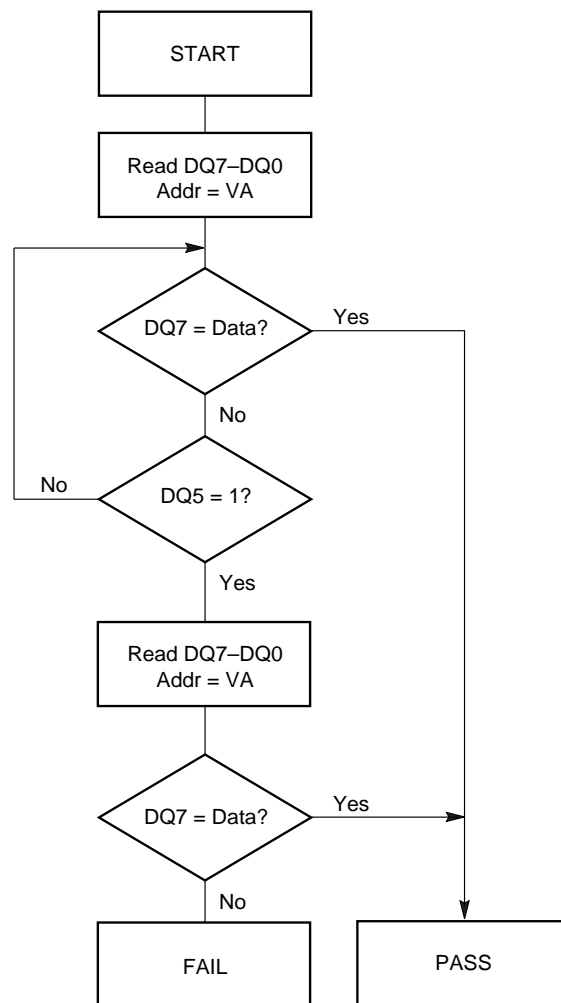 START
Read DQ7–DQ0
Addr = VA
DQ7 = Data?
Yes
No
No
DQ5 = 1?
Yes
Read DQ7–DQ0
Addr = VA
DQ7 = Data?
Yes
No
FAIL
PASS